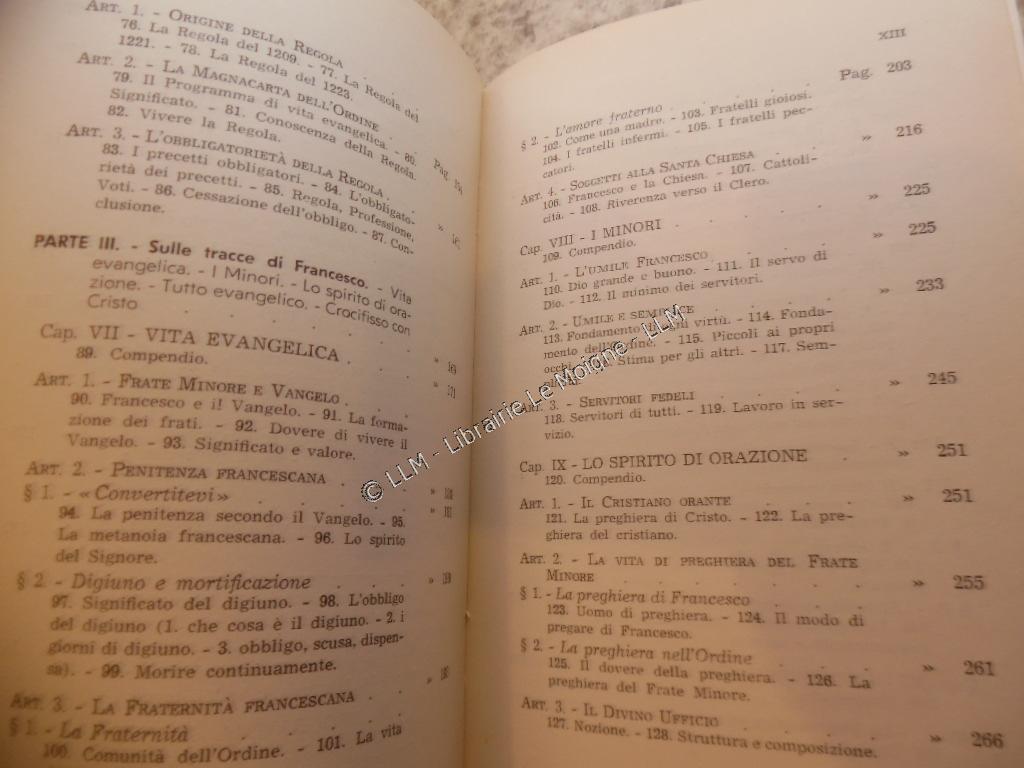 ART. 1. - ORIGINE DELLA REGOLA
76. La Regola del 1209. - 77. La Regola del
1221. - 78. La Regola del 1223.
ART. 2. - LA MAGNACARTA DELL'ORDINE
79. Il Programma di vita evangelica. - 80.
Significato. - 81. Conoscenza della Regola.
82. Vivere la Regola. Pag.
ART. 3. - L'OBBLIGATORIETÀ DELLA REGOLA
83. I precetti obbligatori. - 84. L'obbligato-
rietà dei precetti. - 85. Regola, Professione,
Voti. - 86. Cessazione dell'obbligo. - 87. Con-
clusione.
PARTE III. - Sulle tracce di Francesco. - Vita
evangelica. - I Minori. - Lo spirito di ora-
zione. - Tutto evangelico. - Crocifisso con
Cristo
Cap. VII - VITA EVANGELICA . . . » 169
89. Compendio.
ART. 1. - FRATE MINORE E VANGELO . » 171
90. Francesco e il Vangelo. - 91. La forma-
zione dei frati. - 92. Dovere di vivere il
Vangelo. - 93. Significato e valore.
ART. 2. - PENITENZA FRANCESCANA . .
§ 1. - «Convertitevi» . . . . »
94. La penitenza secondo il Vangelo. - 95.
La metanoia francescana. - 96. Lo spirito
del Signore.
§ 2. - Digiuno e mortificazione . . . »
97. Significato del digiuno. - 98. L'obbligo
del digiuno (1. che cosa è il digiuno. - 2. i
giorni di digiuno. - 3. obbligo, scusa, dispen-
sa). - 99. Morire continuamente.
ART. 3. - LA FRATERNITÀ FRANCESCANA . .
§ 1. - La Fraternità
100. Comunità dell'Ordine. - 101. La vita
XIII
§ 2. - L'amore fraterno . . . . Pag. 203
102. Come una madre. - 103. Fratelli gioiosi.
104. I fratelli infermi. - 105. I fratelli pec-
catori.
ART. 4. - SOGGETTI ALLA SANTA CHIESA . » 216
106. Francesco e la Chiesa. - 107. Cattoli-
cità. - 108. Riverenza verso il Clero.
Cap. VIII - I MINORI . . . . » 225
109. Compendio.
ART. 1. - L'UMILE FRANCESCO . . . » 225
110. Dio grande e buono. - 111. Il servo di
Dio. - 112. Il minimo dei servitori.
ART. 2. - UMILE E SEMPLICE . . . » 233
113. Fondamento di ogni virtù. - 114. Fonda-
mento dell'Ordine. - 115. Piccoli ai propri
occhi. - Stima per gli altri. - 117. Sem-
ART. 3. - SERVITORI FEDELI . . . » 245
118. Servitori di tutti. - 119. Lavoro in ser-
vizio.
Cap. IX - LO SPIRITO DI ORAZIONE . » 251
120. Compendio.
ART. 1. - IL CRISTIANO ORANTE . . . » 251
121. La preghiera di Cristo. - 122. La pre-
ghiera del cristiano.
ART. 2. - LA VITA DI PREGHIERA DEL FRATE
MINORE . . . . . . » 255
§ 1. - La preghiera di Francesco
123. Uomo di preghiera. - 124. Il modo di
pregare di Francesco.
§ 2. - La preghiera nell'Ordine . . . » 261
125. Il dovere della preghiera. - 126. La
preghiera del Frate Minore.
ART. 3. - IL DIVINO UFFICIO . . . » 266
127. Nozione. - 128. Struttura e composizione.
© LLM - Librairie Le Moigne - LLM